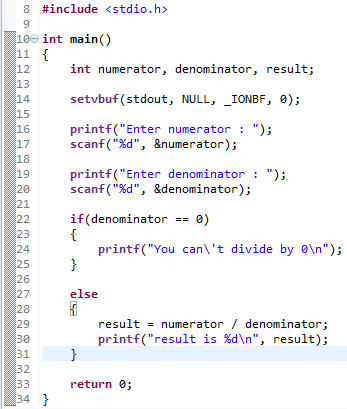 8 #include <stdio.h>
9
10 int main()
11 {
12     int numerator, denominator, result;
13
14     setvbuf(stdout, NULL, _IONBF, 0);
15
16     printf("Enter numerator : ");
17     scanf("%d", &numerator);
18
19     printf("Enter denominator : ");
20     scanf("%d", &denominator);
21
22     if(denominator == 0)
23     {
24         printf("You can\'t divide by 0\n");
25     }
26
27     else
28     {
29         result = numerator / denominator;
30         printf("result is %d\n", result);
31     }
32
33     return 0;
34 }